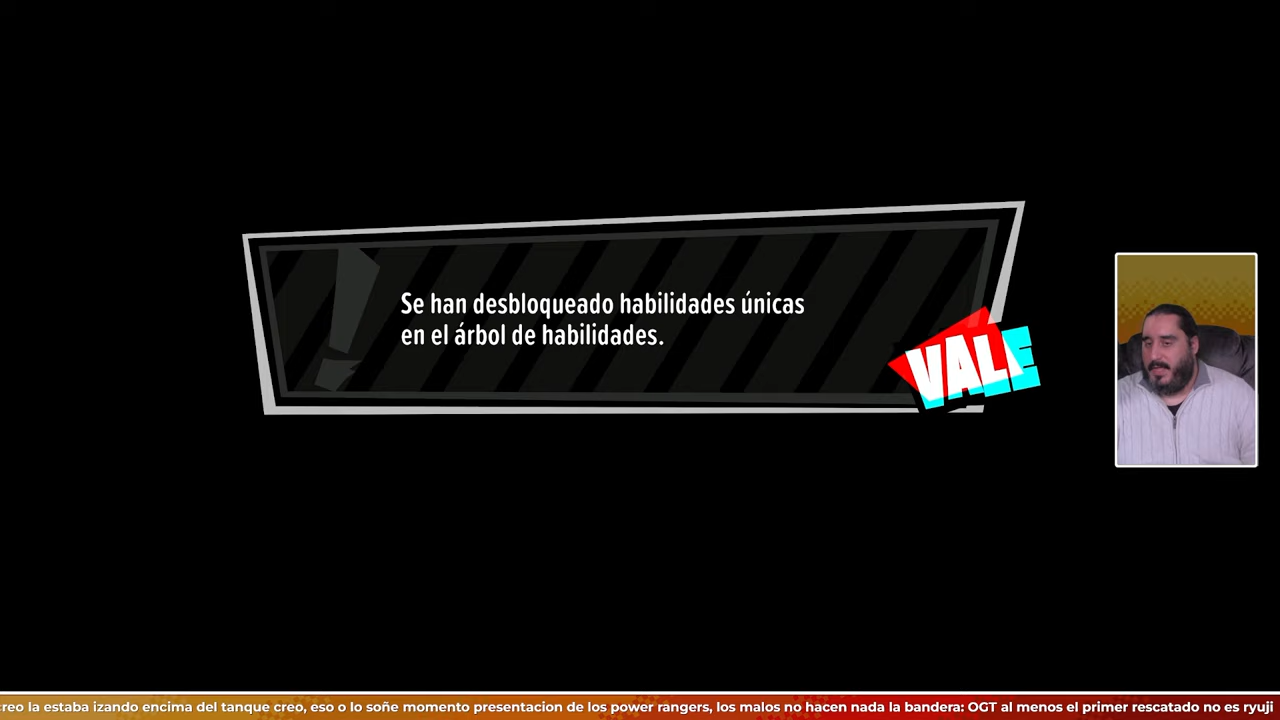 Se han desbloqueado habilidades únicas
en el árbol de habilidades.
VALE
creo la estaba izando encima del tanque creo, eso o lo soñe momento presentacion de los power rangers, los malos no hacen nada la bandera: OGT al menos el primer rescatado no es ryuji